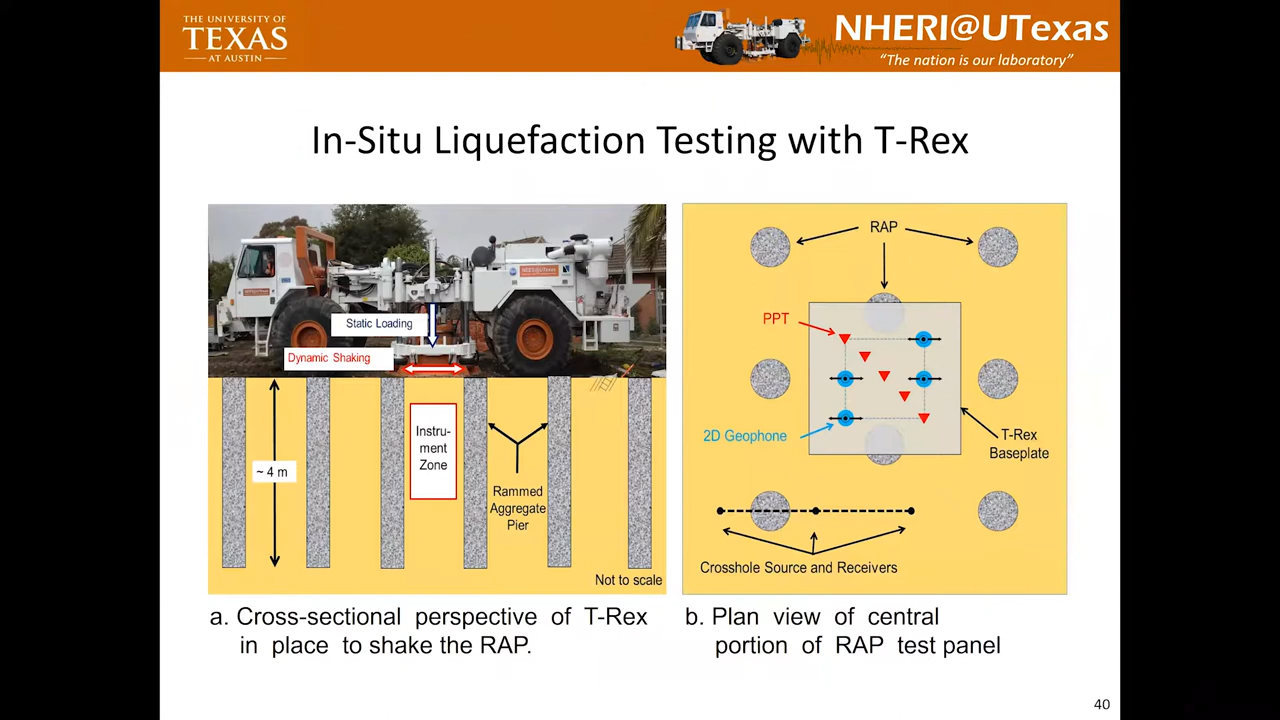 THE UNIVERSITY OF
TEXAS
AT AUSTIN
NHERI@UTexas
“The nation is our laboratory”
In-Situ Liquefaction Testing with T-Rex
NHERI@UTexas
Static Loading
Dynamic Shaking
~ 4 m
Instru-
ment
Zone
Rammed
Aggregate
Pier
Not to scale
RAP
PPT
2D Geophone
T-Rex
Baseplate
Crosshole Source and Receivers
a. Cross-sectional perspective of T-Rex
in place to shake the RAP.
b. Plan view of central
portion of RAP test panel
40